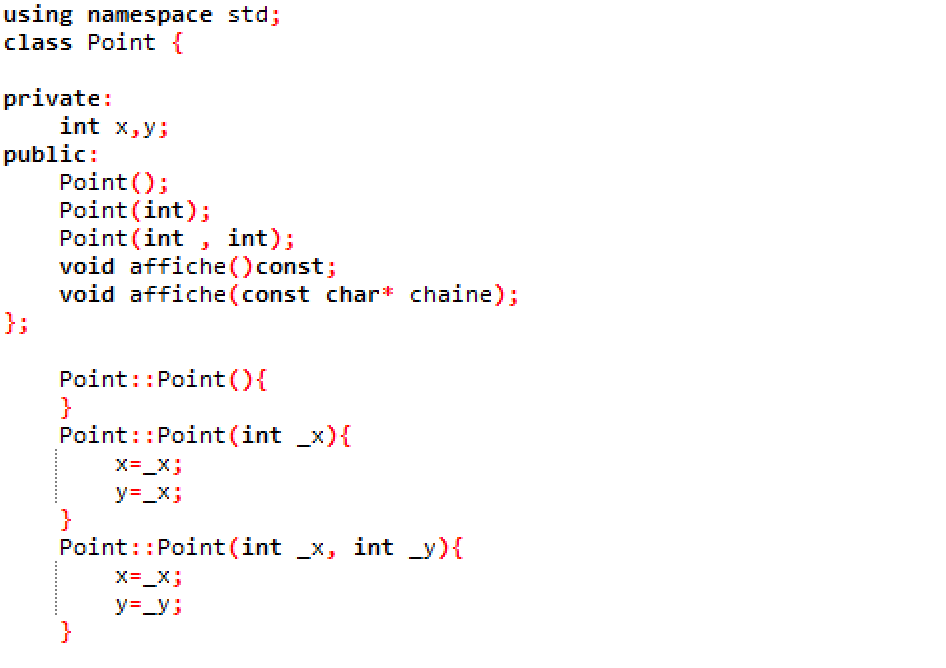 using namespace std;
class Point {
private:
int x,y;
public:
Point();
Point(int);
Point(int , int);
void affiche()const;
void affiche(const char* chaine);
};
Point::Point(){
}
Point::Point(int _x){
x=_x;
y=_x;
}
Point::Point(int _x, int _y){
x=_x;
y=_y;
}